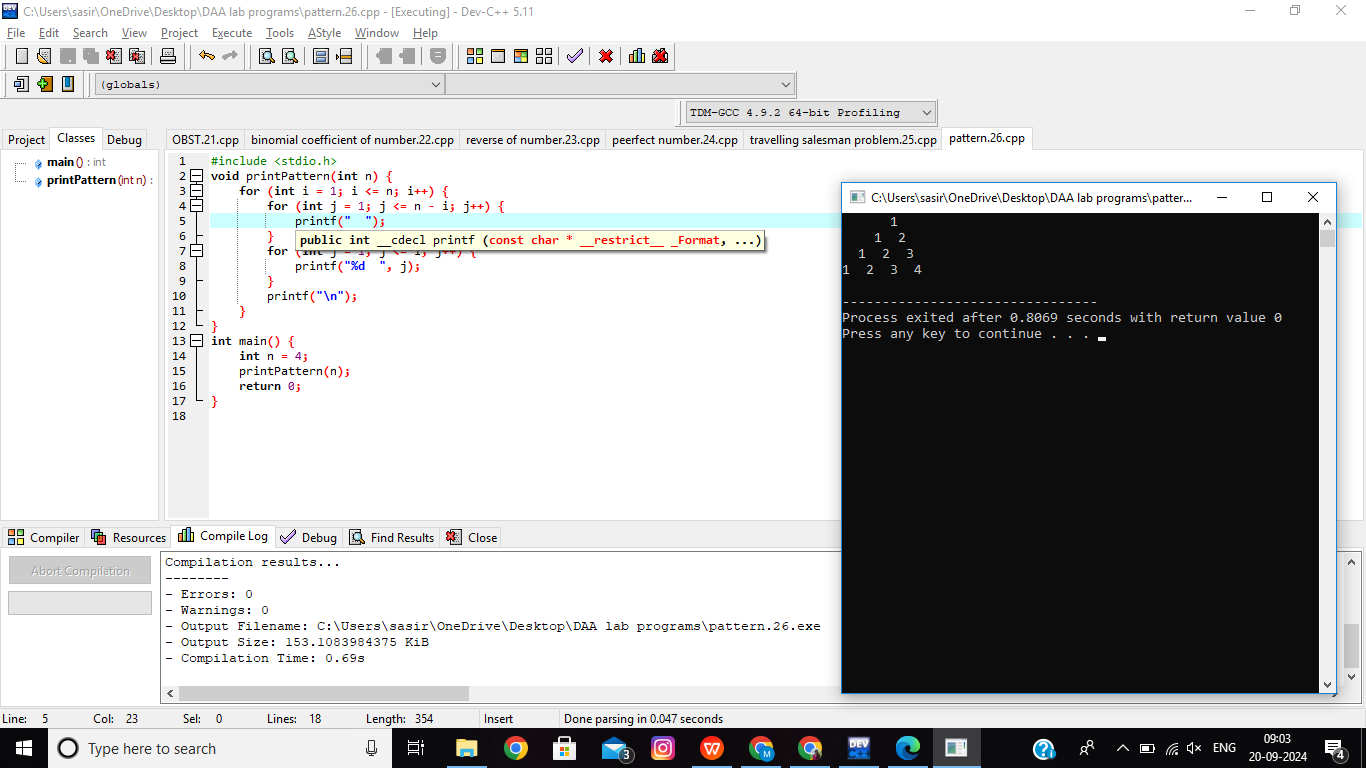 C:\Users\sasir\OneDrive\Desktop\DAA lab programs\pattern.26.cpp - [Executing] - Dev-C++ 5.11
File Edit Search View Project Execute Tools AStyle Window Help
(globals)
TDM-GCC 4.9.2 64-bit Profiling
Project Classes Debug
OBST.21.cpp binomial coefficient of number.22.cpp reverse of number.23.cpp peerfect number.24.cpp travelling salesman problem.25.cpp pattern.26.cpp
main () : int
printPattern (int n) :
1 #include <stdio.h>
2 void printPattern(int n) {
3 for (int i = 1; i <= n; i++) {
4 for (int j = 1; j <= n - i; j++) {
5 printf("  ");
6 }
public int __cdecl printf (const char * __restrict__ _Format, ...)
7 for (int j = 1; j <= i; j++) {
8 printf("%d  ", j);
9 }
10 printf("\n");
11 }
12 }
13 int main() {
14 int n = 4;
15 printPattern(n);
16 return 0;
17 }
18
C:\Users\sasir\OneDrive\Desktop\DAA lab programs\patter...
1
1 2
1 2 3
1 2 3 4
--------------------------------
Process exited after 0.8069 seconds with return value 0
Press any key to continue . . .
Compiler Resources Compile Log Debug Find Results Close
Abort Compilation
Compilation results...
--------
- Errors: 0
- Warnings: 0
- Output Filename: C:\Users\sasir\OneDrive\Desktop\DAA lab programs\pattern.26.exe
- Output Size: 153.1083984375 KiB
- Compilation Time: 0.69s
Line: 5 Col: 23 Sel: 0 Lines: 18 Length: 354 Insert Done parsing in 0.047 seconds
Type here to search
3
DEV
ENG
09:03
20-09-2024
4